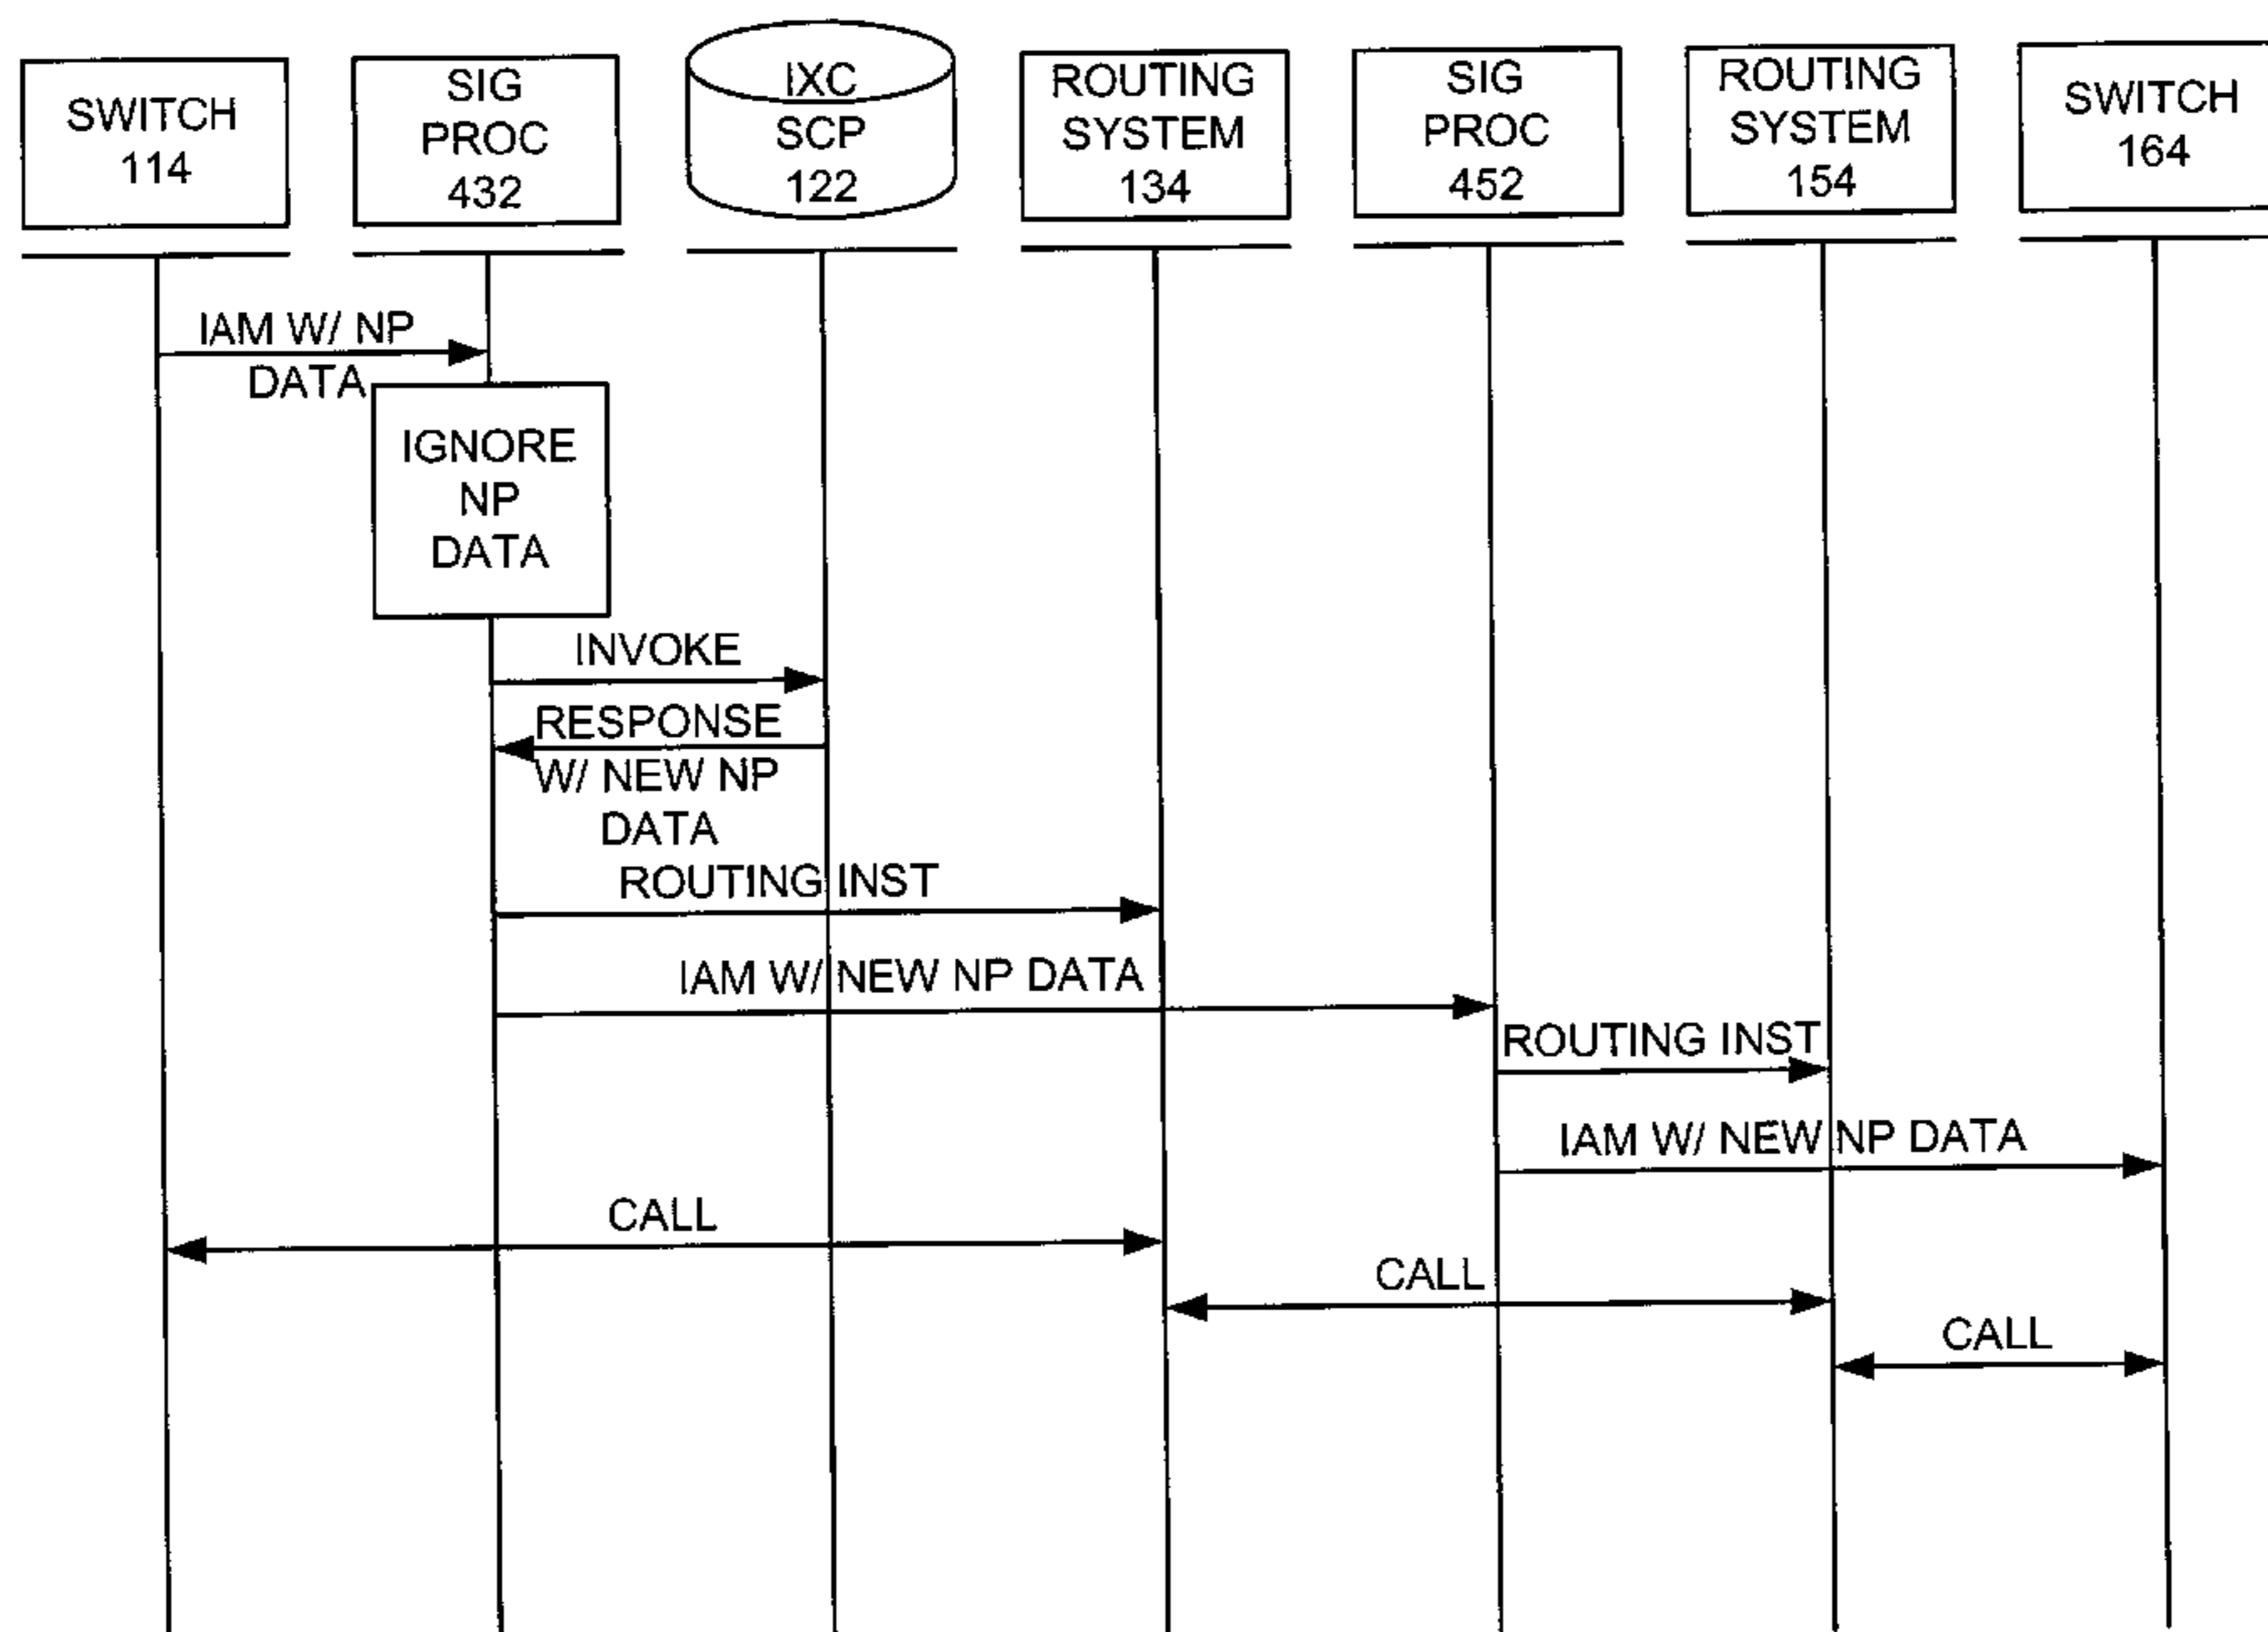 SWITCH
114
SIG
PROC
432
IXC
SCP
122
ROUTING
SYSTEM
134
SIG
PROC
452
ROUTING
SYSTEM
154
SWITCH
164
IAM W/ NP
DATA
IGNORE
NP
DATA
INVOKE
RESPONSE
W/ NEW NP
DATA
ROUTING INST
IAM W/ NEW NP DATA
ROUTING INST
IAM W/ NEW NP DATA
CALL
CALL
CALL